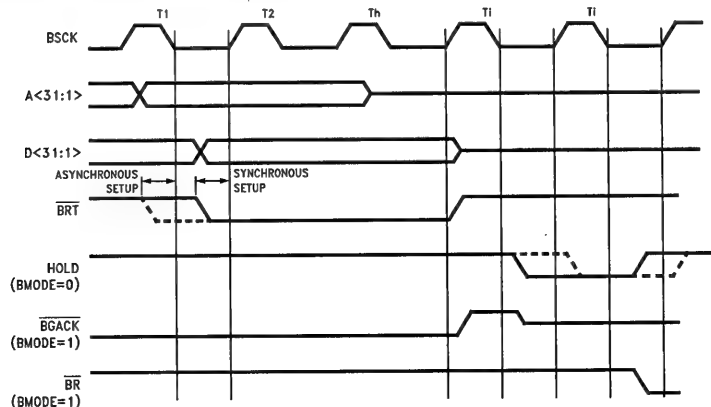 T1 T2 Th Ti Ti
BSCK
A<31:1>
D<31:1>
ASYNCHRONOUS SETUP
SYNCHRONOUS SETUP
BRT
HOLD
(BMODE=0)
BGACK
(BMODE=1)
BR
(BMODE=1)